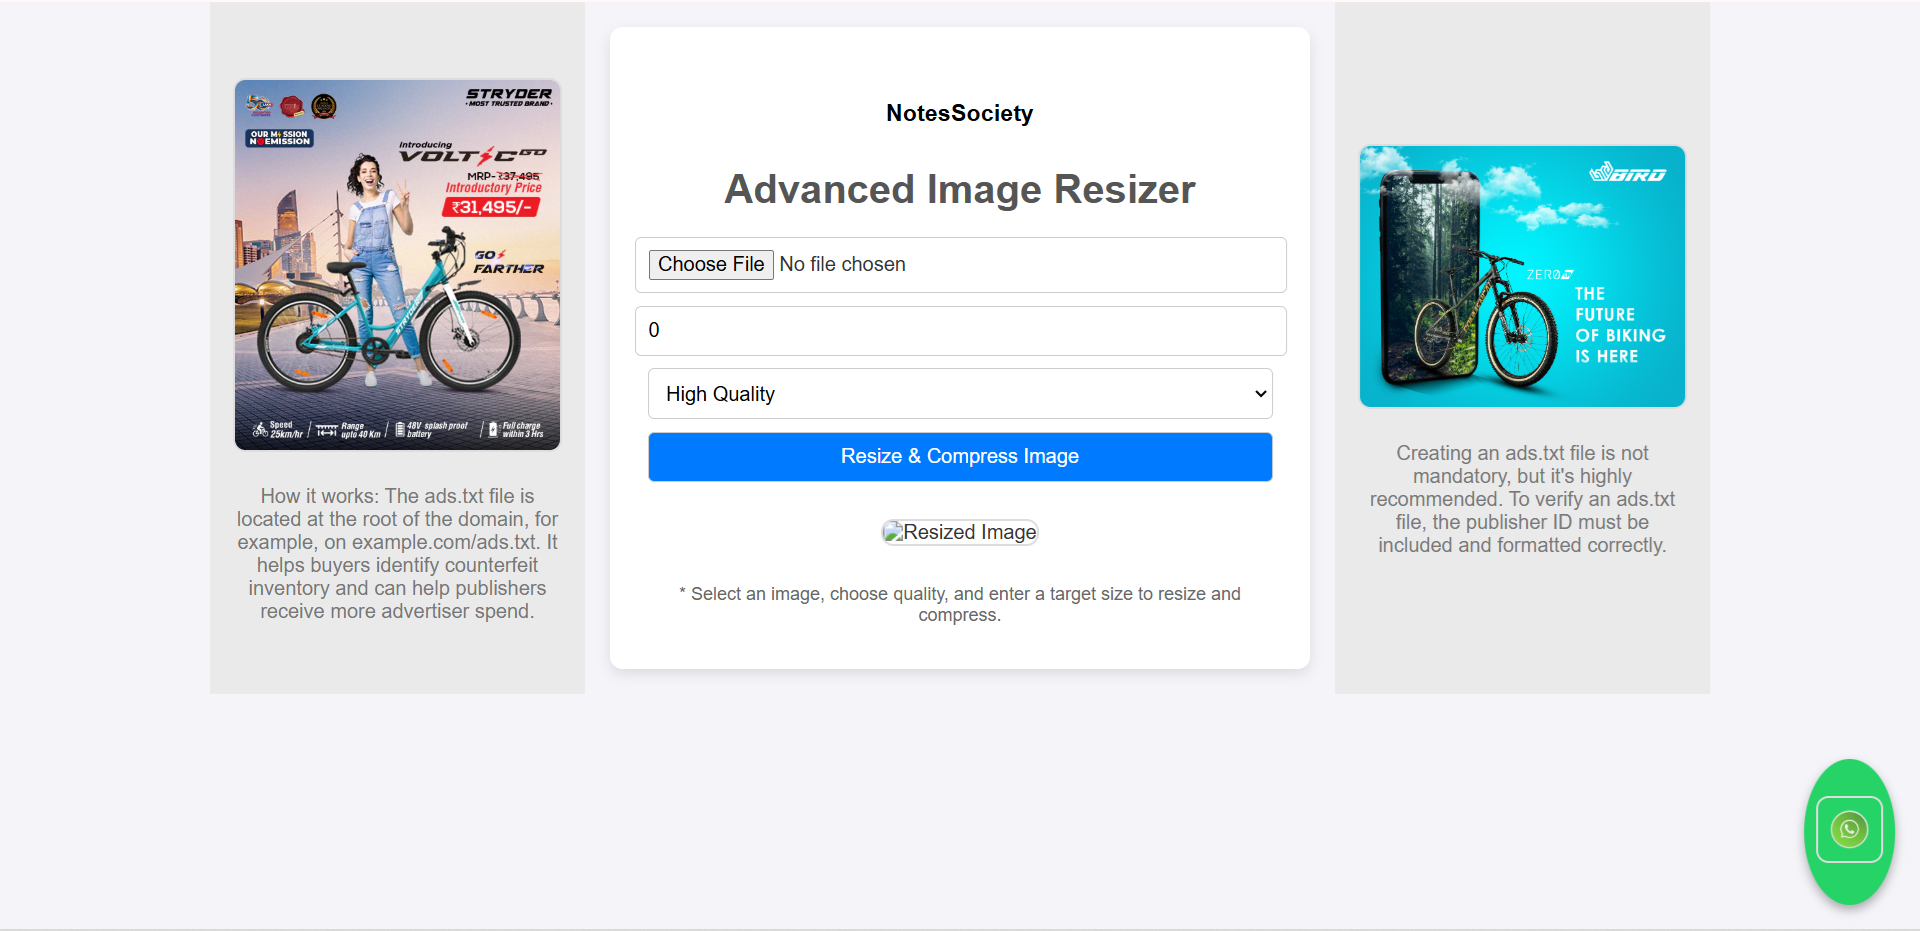 STRYDER
MOST TRUSTED BRAND
OUR MISSION
NOEMISSION
Introducing
VOLTIC GO
MRP- ₹37,495
Introductory Price
₹31,495/-
GO
FARTHER
Speed
25km/hr
Range
upto 40 Km
48V splash proof
battery
Full charge
within 3 Hrs
How it works: The ads.txt file is
located at the root of the domain, for
example, on example.com/ads.txt. It
helps buyers identify counterfeit
inventory and can help publishers
receive more advertiser spend.
NotesSociety
Advanced Image Resizer
Choose File No file chosen
0
High Quality
Resize & Compress Image
Resized Image
* Select an image, choose quality, and enter a target size to resize and
compress.
BIRD
ZERO
THE
FUTURE
OF BIKING
IS HERE
Creating an ads.txt file is not
mandatory, but it's highly
recommended. To verify an ads.txt
file, the publisher ID must be
included and formatted correctly.